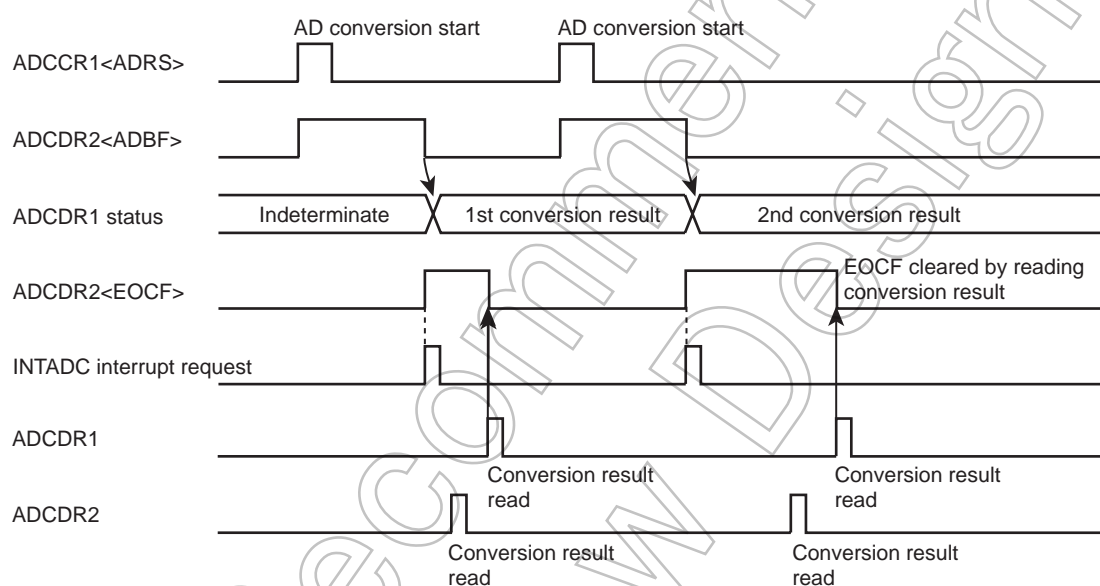 AD conversion start
AD conversion start
ADCCR1<ADRS>
ADCDR2<ADBF>
ADCDR1 status
Indeterminate
1st conversion result
2nd conversion result
EOCF cleared by reading
conversion result
ADCDR2<EOCF>
INTADC interrupt request
ADCDR1
Conversion result
read
Conversion result
read
ADCDR2
Conversion result
read
Conversion result
read